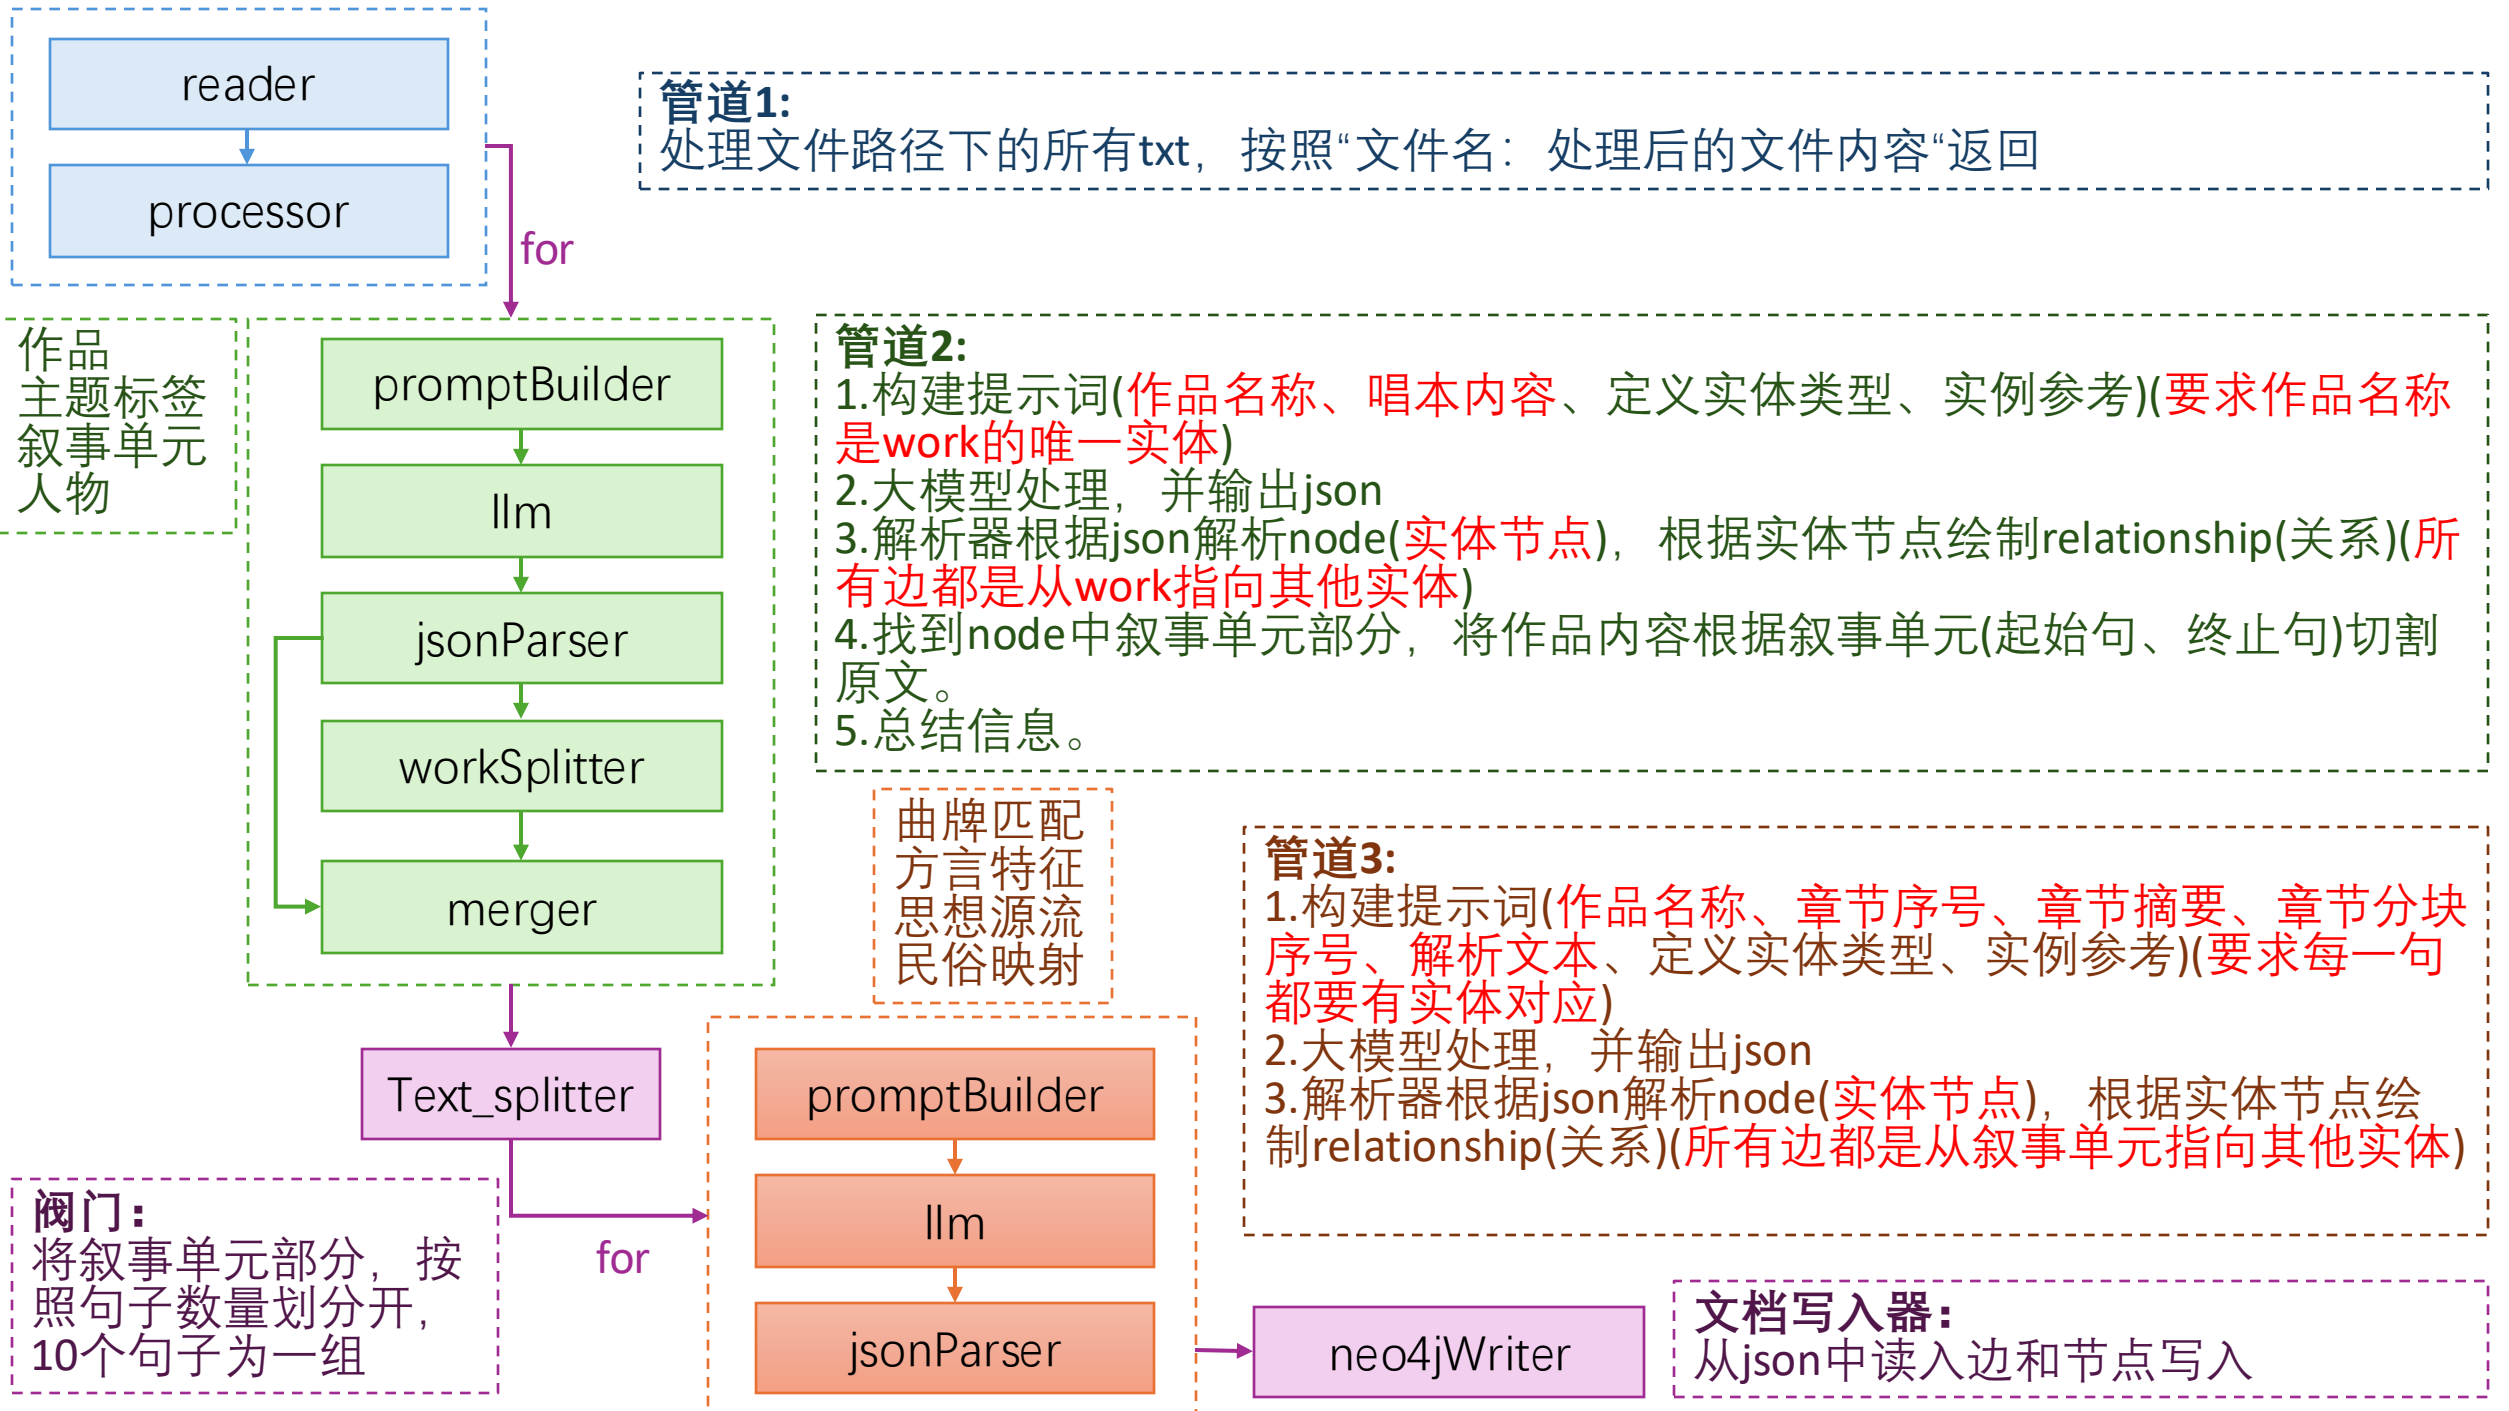 reader
processor
for
管道1:
处理文件路径下的所有txt，按照“文件名：处理后的文件内容“返回
作品
主题标签
叙事单元
人物
promptBuilder
llm
jsonParser
workSplitter
merger
管道2:
1.构建提示词(作品名称、唱本内容、定义实体类型、实例参考)(要求作品名称
是work的唯一实体)
2.大模型处理，并输出json
3.解析器根据json解析node(实体节点)，根据实体节点绘制relationship(关系)(所
有边都是从work指向其他实体)
4.找到node中叙事单元部分，将作品内容根据叙事单元(起始句、终止句)切割
原文。
5.总结信息。
曲牌匹配
方言特征
思想源流
民俗映射
管道3:
1.构建提示词(作品名称、章节序号、章节摘要、章节分块
序号、解析文本、定义实体类型、实例参考)(要求每一句
都要有实体对应)
2.大模型处理，并输出json
3.解析器根据json解析node(实体节点)，根据实体节点绘
制relationship(关系)(所有边都是从叙事单元指向其他实体)
Text_splitter
阀门：
将叙事单元部分，按
照句子数量划分开，
10个句子为一组
for
promptBuilder
llm
jsonParser
neo4jWriter
文档写入器：
从json中读入边和节点写入